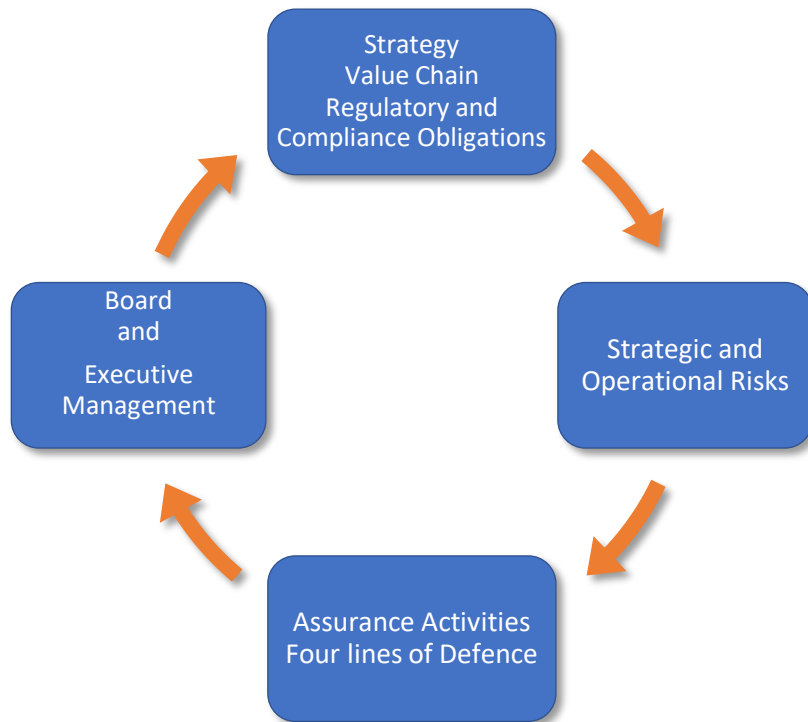 Strategy
Value Chain
Regulatory and
Compliance Obligations
Board
and
Executive
Management
Strategic and
Operational Risks
Assurance Activities
Four lines of Defence